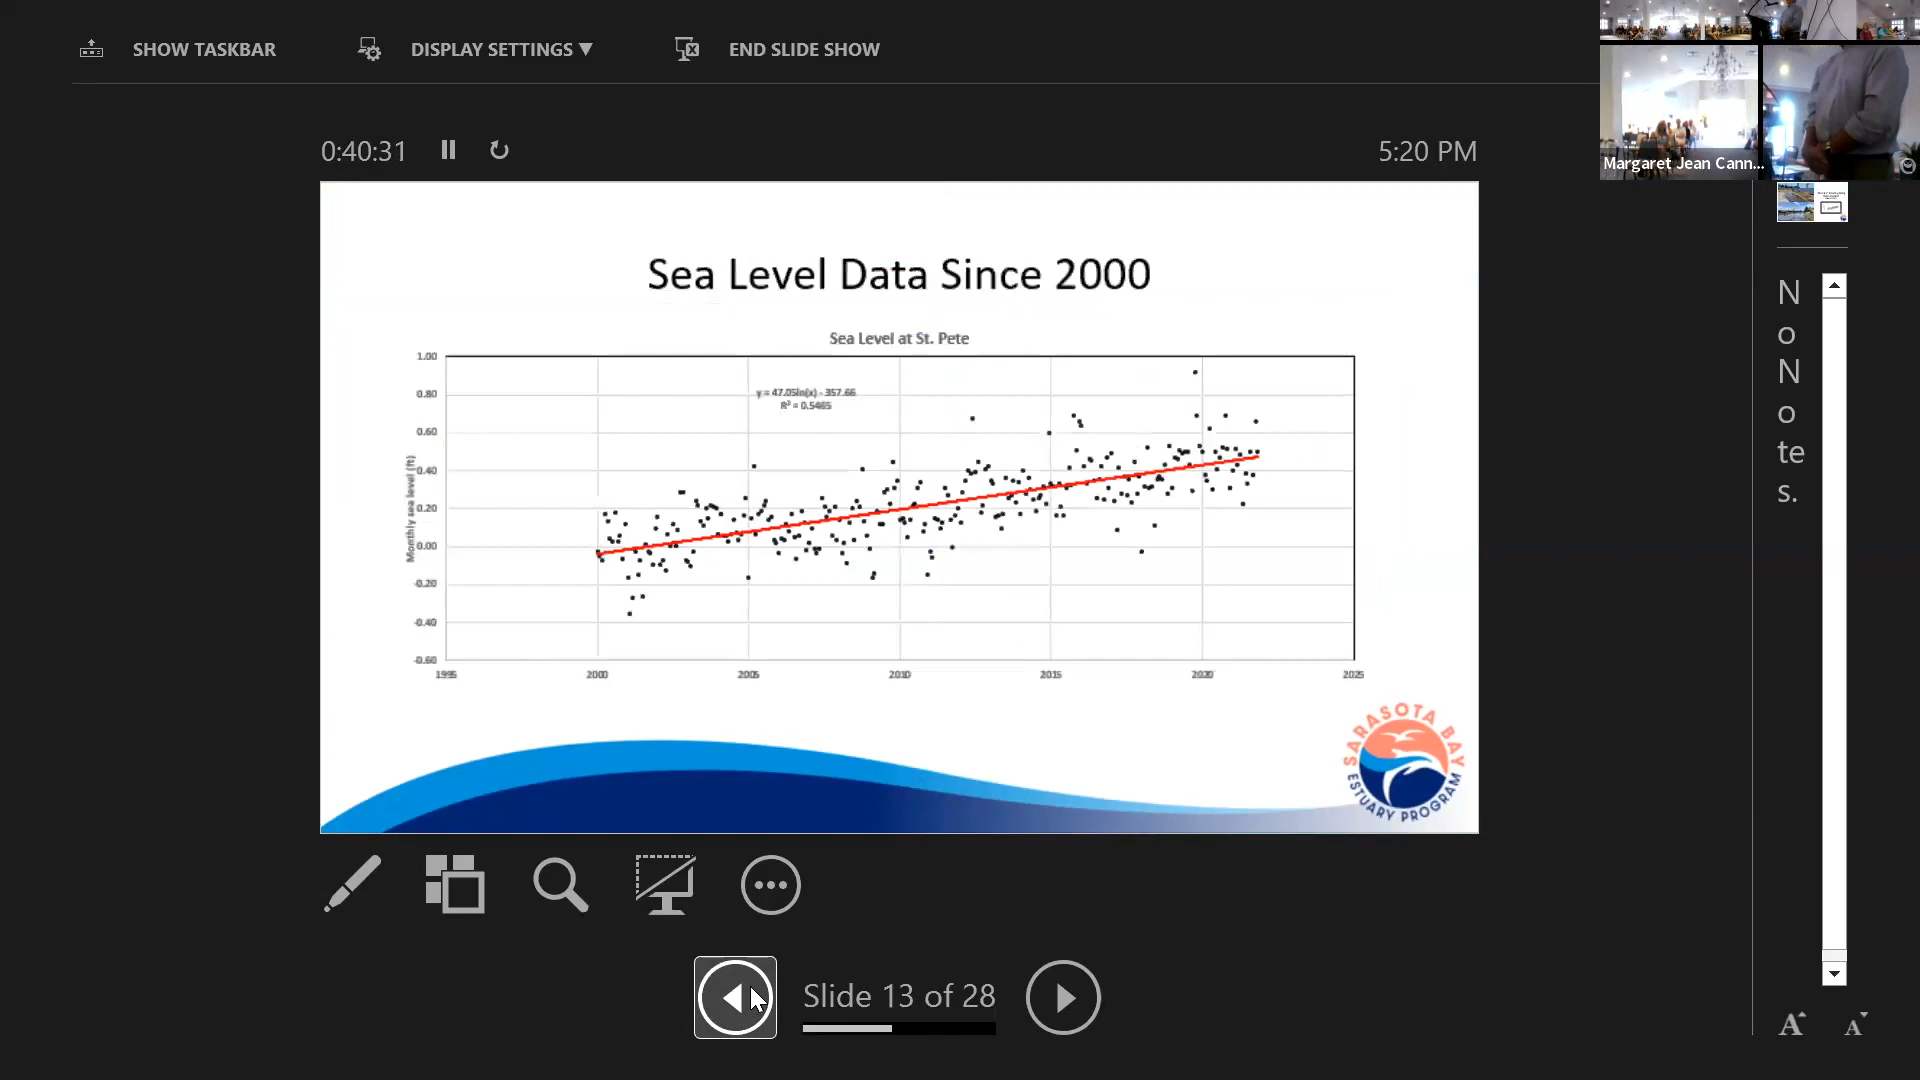 SHOW TASKBAR
DISPLAY SETTINGS ▼
END SLIDE SHOW
Margaret Jean Cann...
0:40:31
5:20 PM
Sea Level Data Since 2000
Sea Level at St. Pete
y = 47.05ln(x) - 357.66
R² = 0.5465
Monthly sea level (ft)
1.00
0.80
0.60
0.40
0.20
0.00
-0.20
-0.40
-0.60
1995 2000 2005 2010 2015 2020 2025
SARASOTA BAY
ESTUARY PROGRAM
N
o
N
o
te
s.
Slide 13 of 28
A A